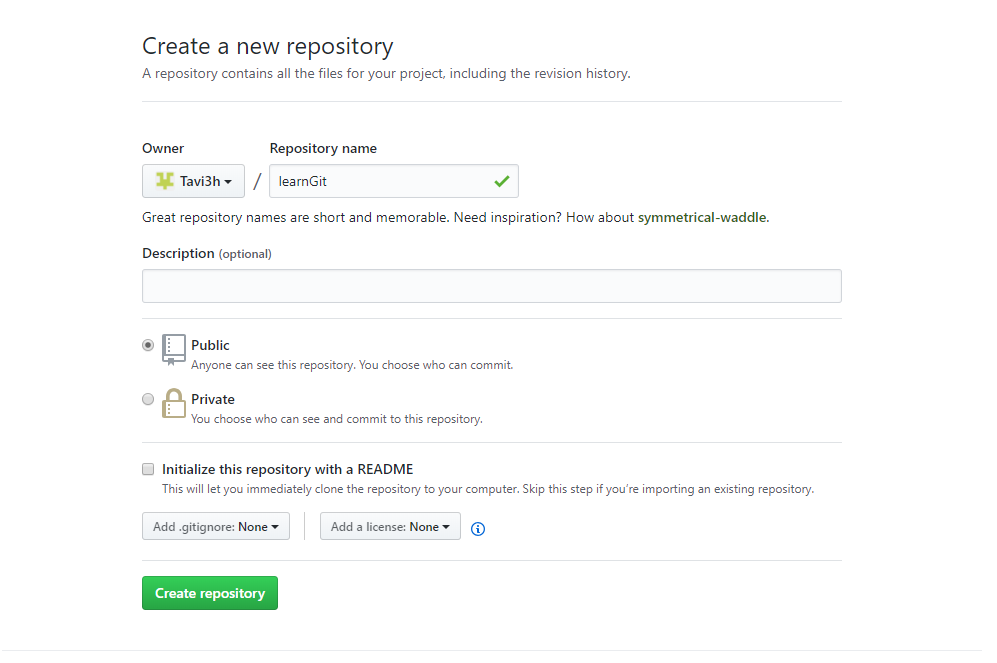 Create a new repository
A repository contains all the files for your project, including the revision history.
Owner Repository name
Tavi3h / learnGit
Great repository names are short and memorable. Need inspiration? How about symmetrical-waddle.
Description (optional)
Public
Anyone can see this repository. You choose who can commit.
Private
You choose who can see and commit to this repository.
Initialize this repository with a README
This will let you immediately clone the repository to your computer. Skip this step if you’re importing an existing repository.
Add .gitignore: None Add a license: None
Create repository